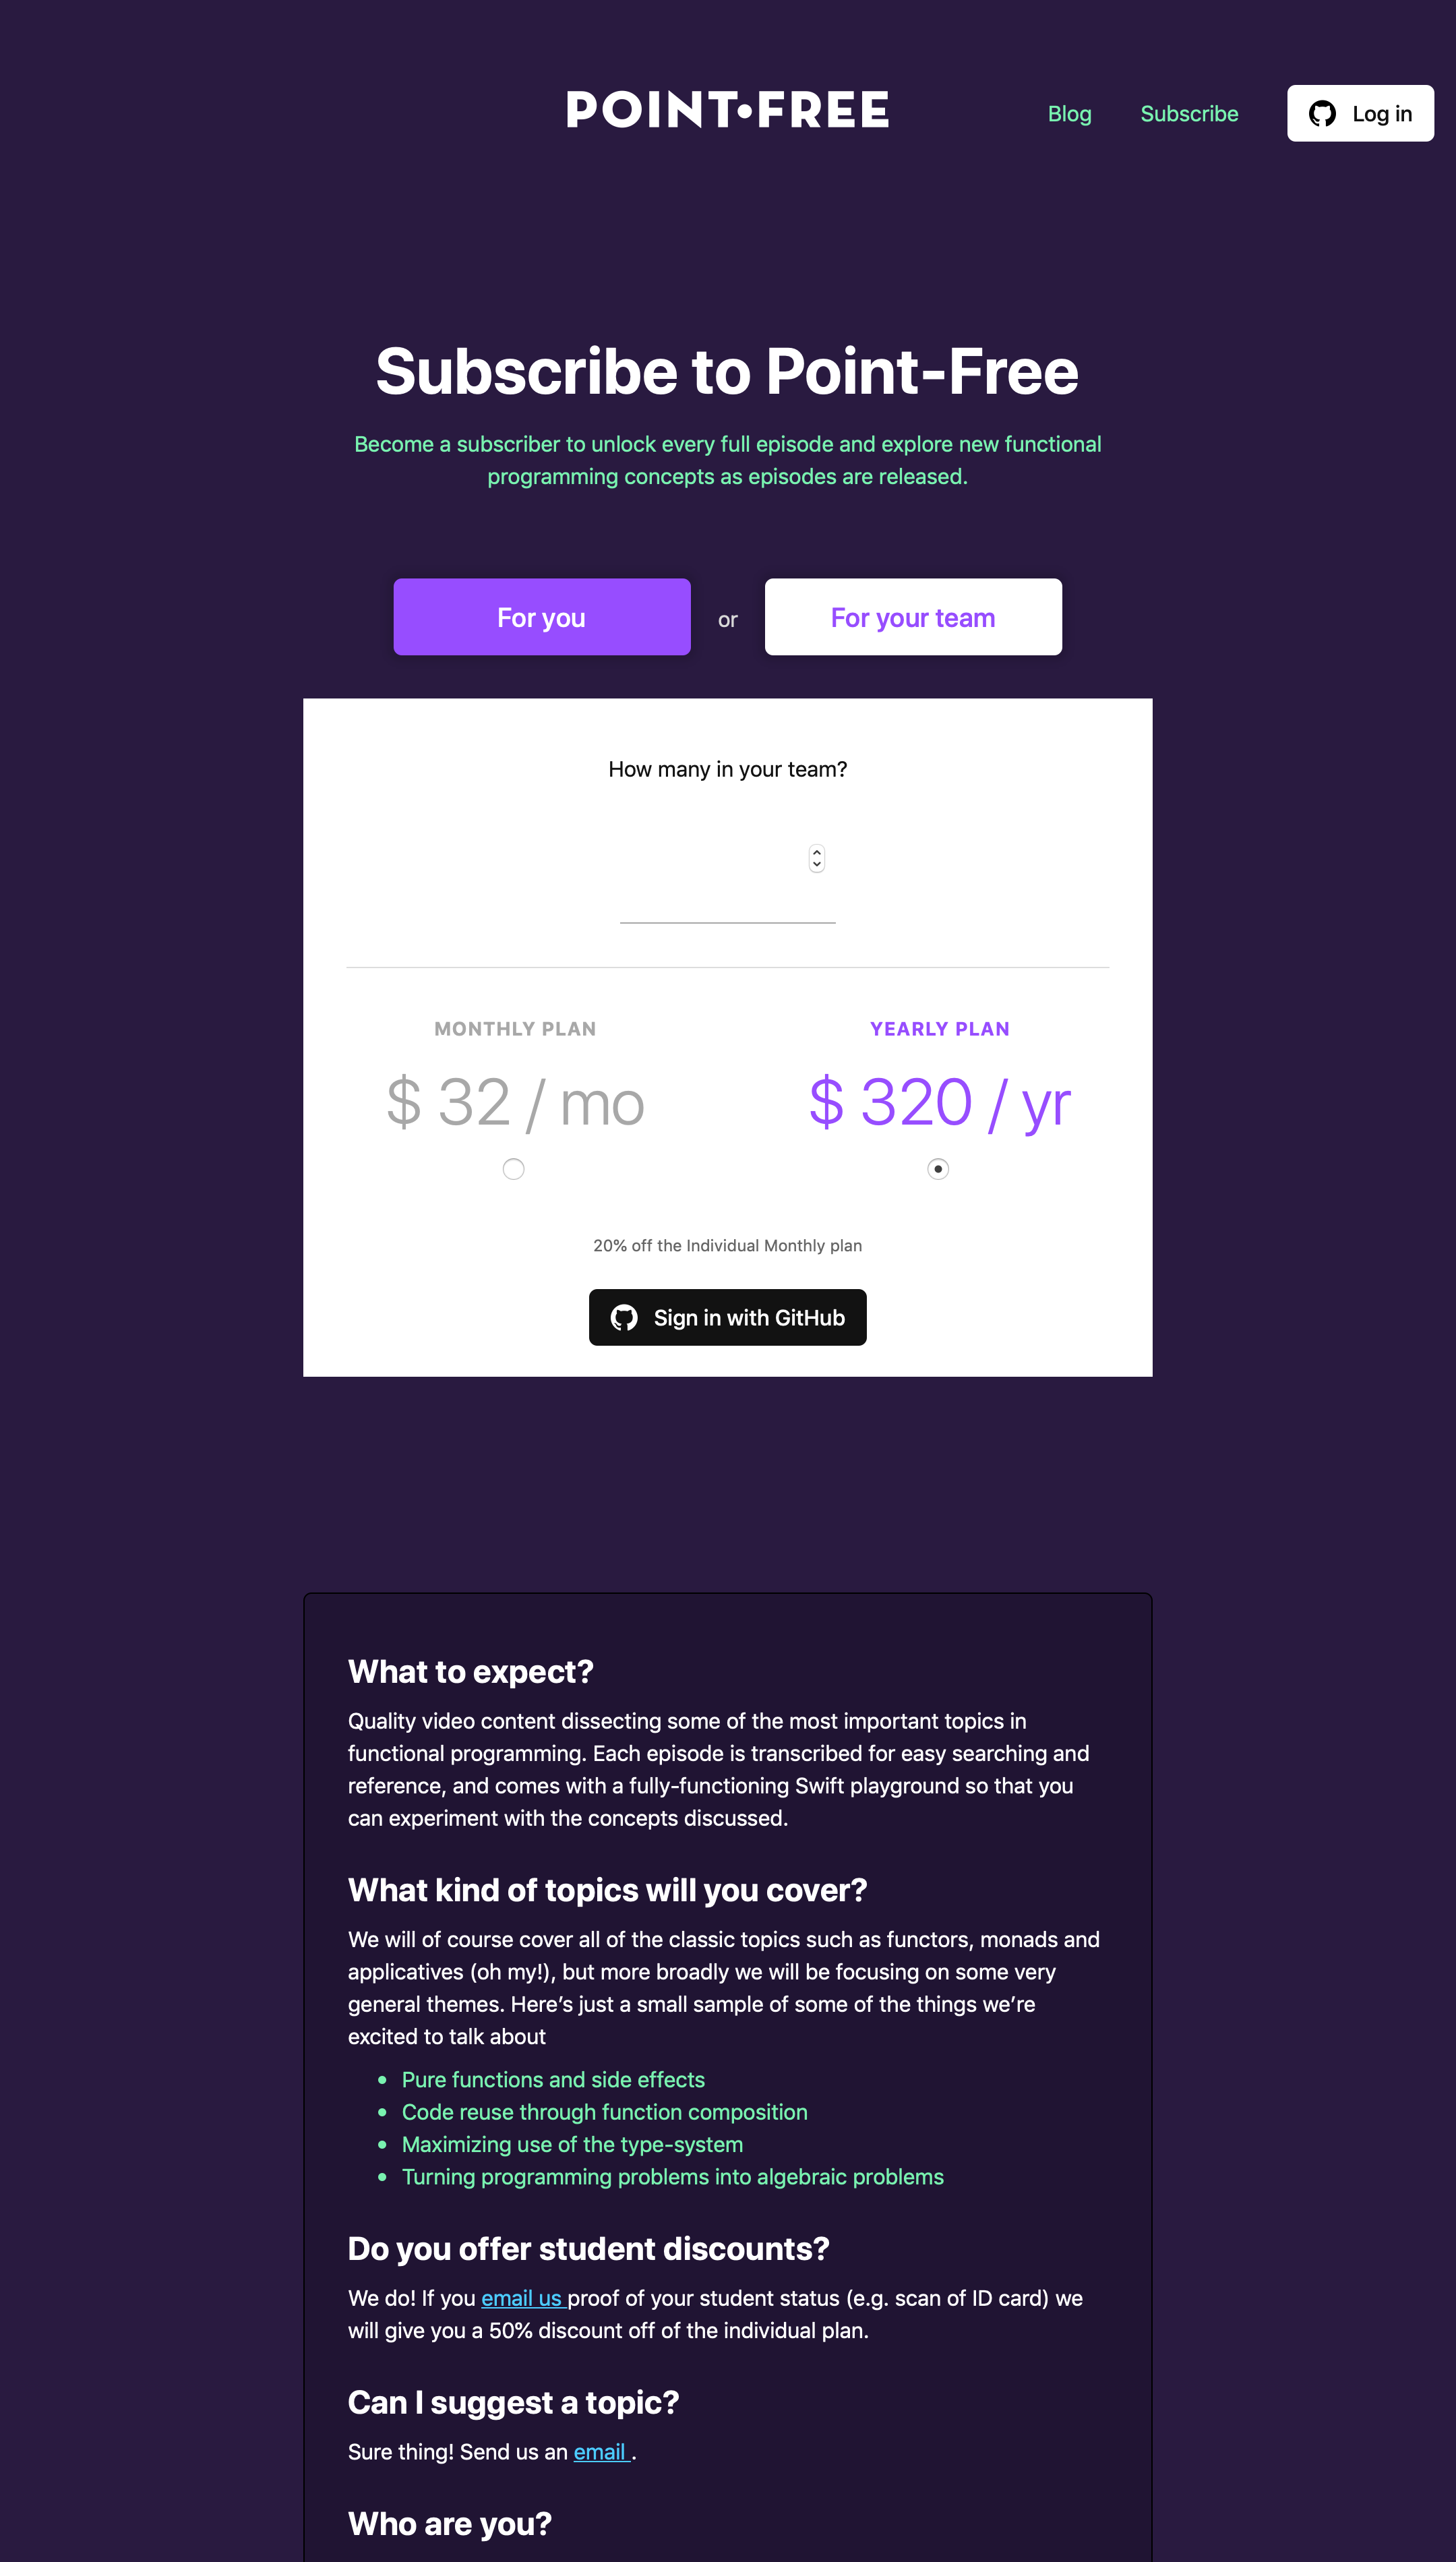 POINT•FREE
Blog
Subscribe
Log in
Subscribe to Point-Free
Become a subscriber to unlock every full episode and explore new functional
programming concepts as episodes are released.
For you
or
For your team
How many in your team?
MONTHLY PLAN
$ 32 / mo
YEARLY PLAN
$ 320 / yr
20% off the Individual Monthly plan
Sign in with GitHub
What to expect?
Quality video content dissecting some of the most important topics in
functional programming. Each episode is transcribed for easy searching and
reference, and comes with a fully-functioning Swift playground so that you
can experiment with the concepts discussed.
What kind of topics will you cover?
We will of course cover all of the classic topics such as functors, monads and
applicatives (oh my!), but more broadly we will be focusing on some very
general themes. Here’s just a small sample of some of the things we’re
excited to talk about
• Pure functions and side effects
• Code reuse through function composition
• Maximizing use of the type-system
• Turning programming problems into algebraic problems
Do you offer student discounts?
We do! If you email us proof of your student status (e.g. scan of ID card) we
will give you a 50% discount off of the individual plan.
Can I suggest a topic?
Sure thing! Send us an email .
Who are you?